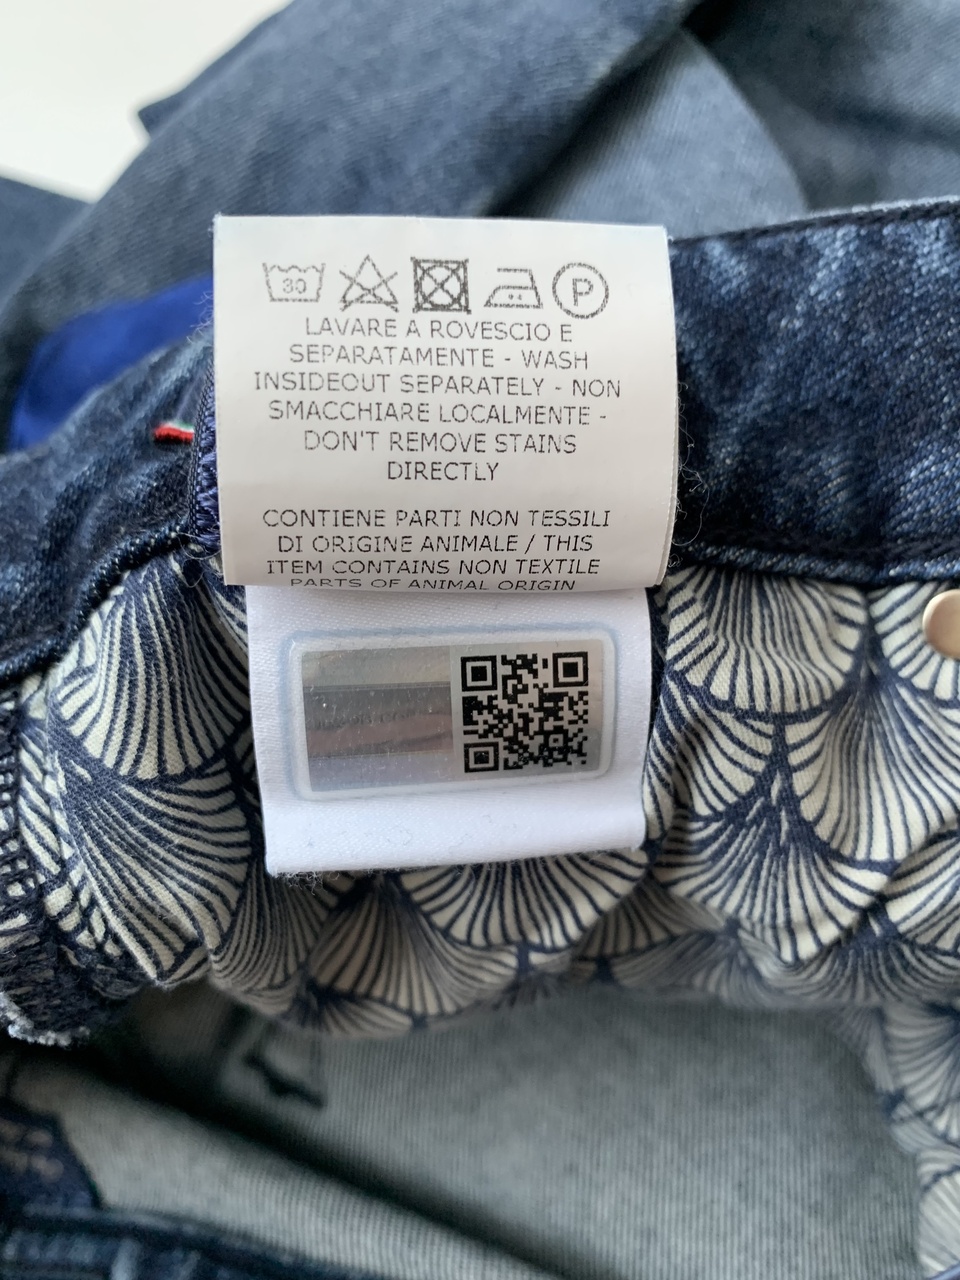 30
P
LAVARE A ROVESCIO E
SEPARATAMENTE - WASH
INSIDEOUT SEPARATELY - NON
SMACCHIARE LOCALMENTE -
DON'T REMOVE STAINS
DIRECTLY
CONTIENE PARTI NON TESSILI
DI ORIGINE ANIMALE / THIS
ITEM CONTAINS NON TEXTILE
PARTS OF ANIMAL ORIGIN